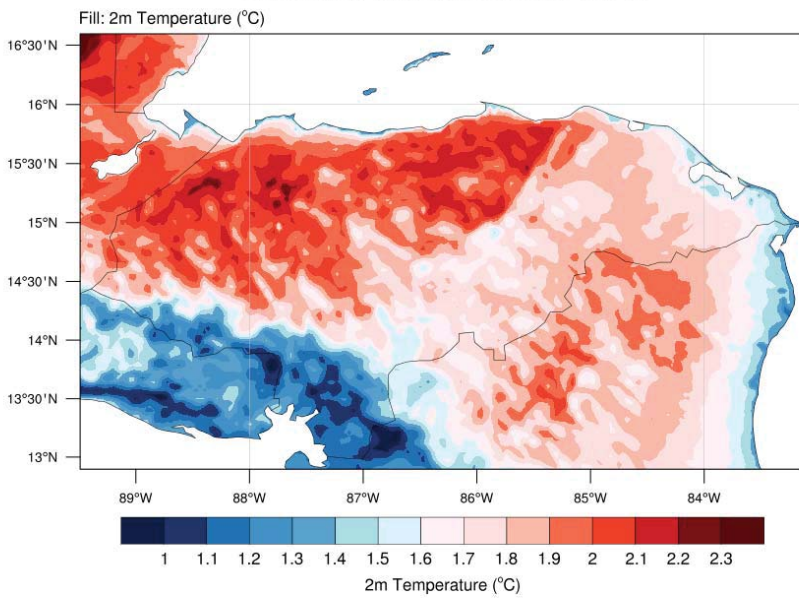 Fill: 2m Temperature (°C)
16°30'N
16°N
15°30'N
15°N
14°30'N
14°N
13°30'N
13°N
89°W 88°W 87°W 86°W 85°W 84°W
1 1.1 1.2 1.3 1.4 1.5 1.6 1.7 1.8 1.9 2 2.1 2.2 2.3
2m Temperature (°C)